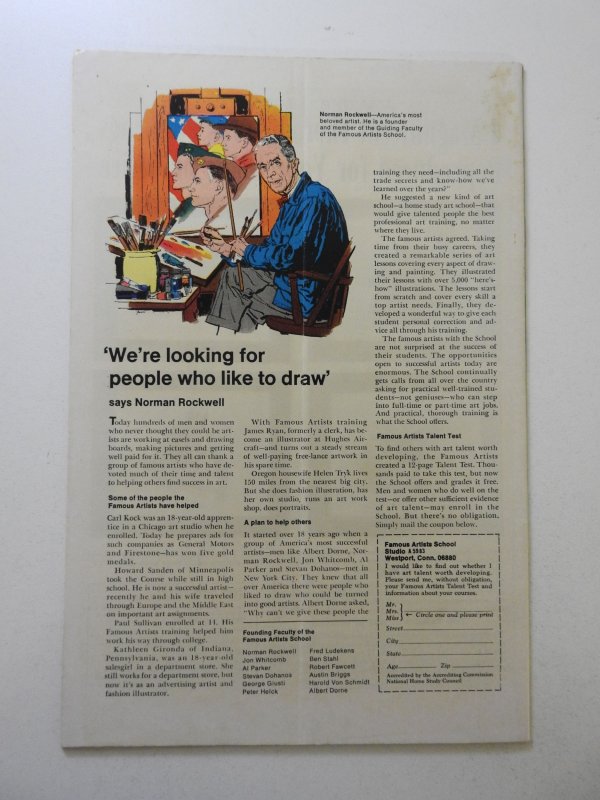 Norman Rockwell—America's most
beloved artist. He is a founder
and member of the Guiding Faculty
of the Famous Artists School.
'We're looking for
people who like to draw'
says Norman Rockwell
Today hundreds of men and women
who never thought they could be art-
ists are working at easels and drawing
boards, making pictures and getting
well paid for it. They all can thank a
group of famous artists who have de-
voted much of their time and talent
to helping others find success in art.
Some of the people the
Famous Artists have helped
Carl Kock was an 18-year-old appren-
tice in a Chicago art studio when he
enrolled. Today he prepares ads for
such companies as General Motors
and Firestone—has won five gold
medals.
Howard Sanden of Minneapolis
took the Course while still in high
school. He is now a successful artist—
recently he and his wife traveled
through Europe and the Middle East
on important art assignments.
Paul Sullivan enrolled at 44. His
Famous Artists training helped him
work his way through college.
Kathleen Gironda of Indiana,
Pennsylvania, was an 18-year-old
salesgirl in a department store. She
still works for a department store, but
now it's as an advertising artist and
fashion illustrator.
With Famous Artists training
James Ryan, formerly a clerk, has be-
come an illustrator at Hughes Air-
craft—and turns out a steady stream
of well-paying free-lance artwork in
his spare time.
Oregon housewife Helen Tryk lives
150 miles from the nearest big city.
But she does fashion illustration, has
her own studio, runs an art work
shop, does portraits.
A plan to help others
It started over 18 years ago when a
group of America's most successful
artists—men like Albert Dorne, Nor-
man Rockwell, Jon Whitcomb, Al
Parker and Stevan Dohanos—met in
New York City. They knew that all
over America there were people who
liked to draw who could be turned
into good artists. Albert Dorne asked,
"Why can't we give these people the
Founding Faculty of the
Famous Artists School
Norman Rockwell
Jon Whitcomb
Al Parker
Stevan Dohanos
George Giusti
Peter Helck
Fred Ludekens
Ben Stahl
Robert Fawcett
Austin Briggs
Harold Von Schmidt
Albert Dorne
training they need—including all the
trade secrets and know-how we've
learned over the years?"
He suggested a new kind of art
school—a home study art school—that
would give talented people the best
professional art training, no matter
where they live.
The famous artists agreed. Taking
time from their busy careers, they
created a remarkable series of art
lessons covering every aspect of draw-
ing and painting. They illustrated
their lessons with over 5,000 "here's-
how" illustrations. The lessons start
from scratch and cover every skill a
top artist needs. Finally, they de-
veloped a wonderful way to give each
student personal correction and ad-
vice all through his training.
The famous artists with the School
are not surprised at the success of
their students. The opportunities
open to successful artists today are
enormous. The School continually
gets calls from all over the country
asking for practical well-trained stu-
dents—not geniuses—who can step
into full-time or part-time art jobs.
And practical, thorough training is
what the School offers.
Famous Artists Talent Test
To find others with art talent worth
developing, the Famous Artists
created a 12-page Talent Test. Thou-
sands paid to take this test, but now
the School offers and grades it free.
Men and women who do well on the
test—or offer other sufficient evidence
of art talent—may enroll in the
School. But there's no obligation.
Simply mail the coupon below.
Famous Artists School
Studio A 5983
Westport, Conn. 06880
I would like to find out whether I
have art talent worth developing.
Please send me, without obligation,
your Famous Artists Talent Test and
information about your courses.
Mr.
Mrs. ← Circle one and please print
Miss
Street
City
State
Age Zip
Accredited by the Accrediting Commission
National Home Study Council